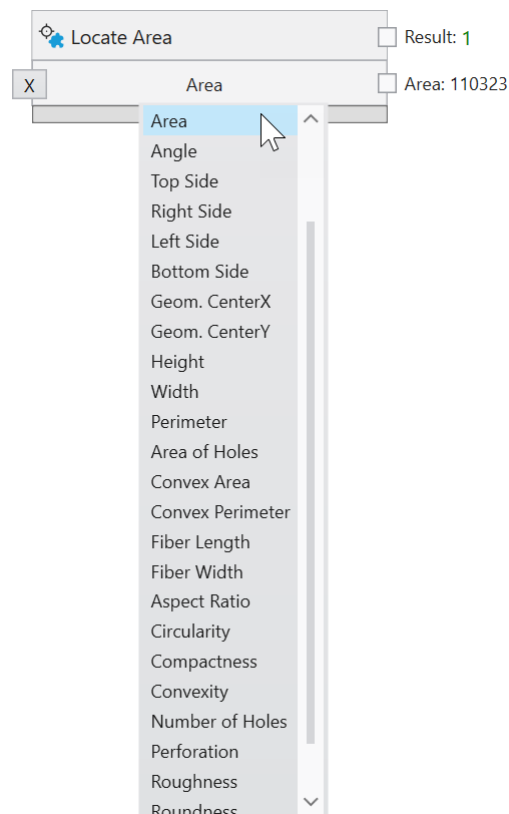 Locate Area
Result: 1
X
Area
Area: 110323
Area
Angle
Top Side
Right Side
Left Side
Bottom Side
Geom. CenterX
Geom. CenterY
Height
Width
Perimeter
Area of Holes
Convex Area
Convex Perimeter
Fiber Length
Fiber Width
Aspect Ratio
Circularity
Compactness
Convexity
Number of Holes
Perforation
Roughness
Roundness